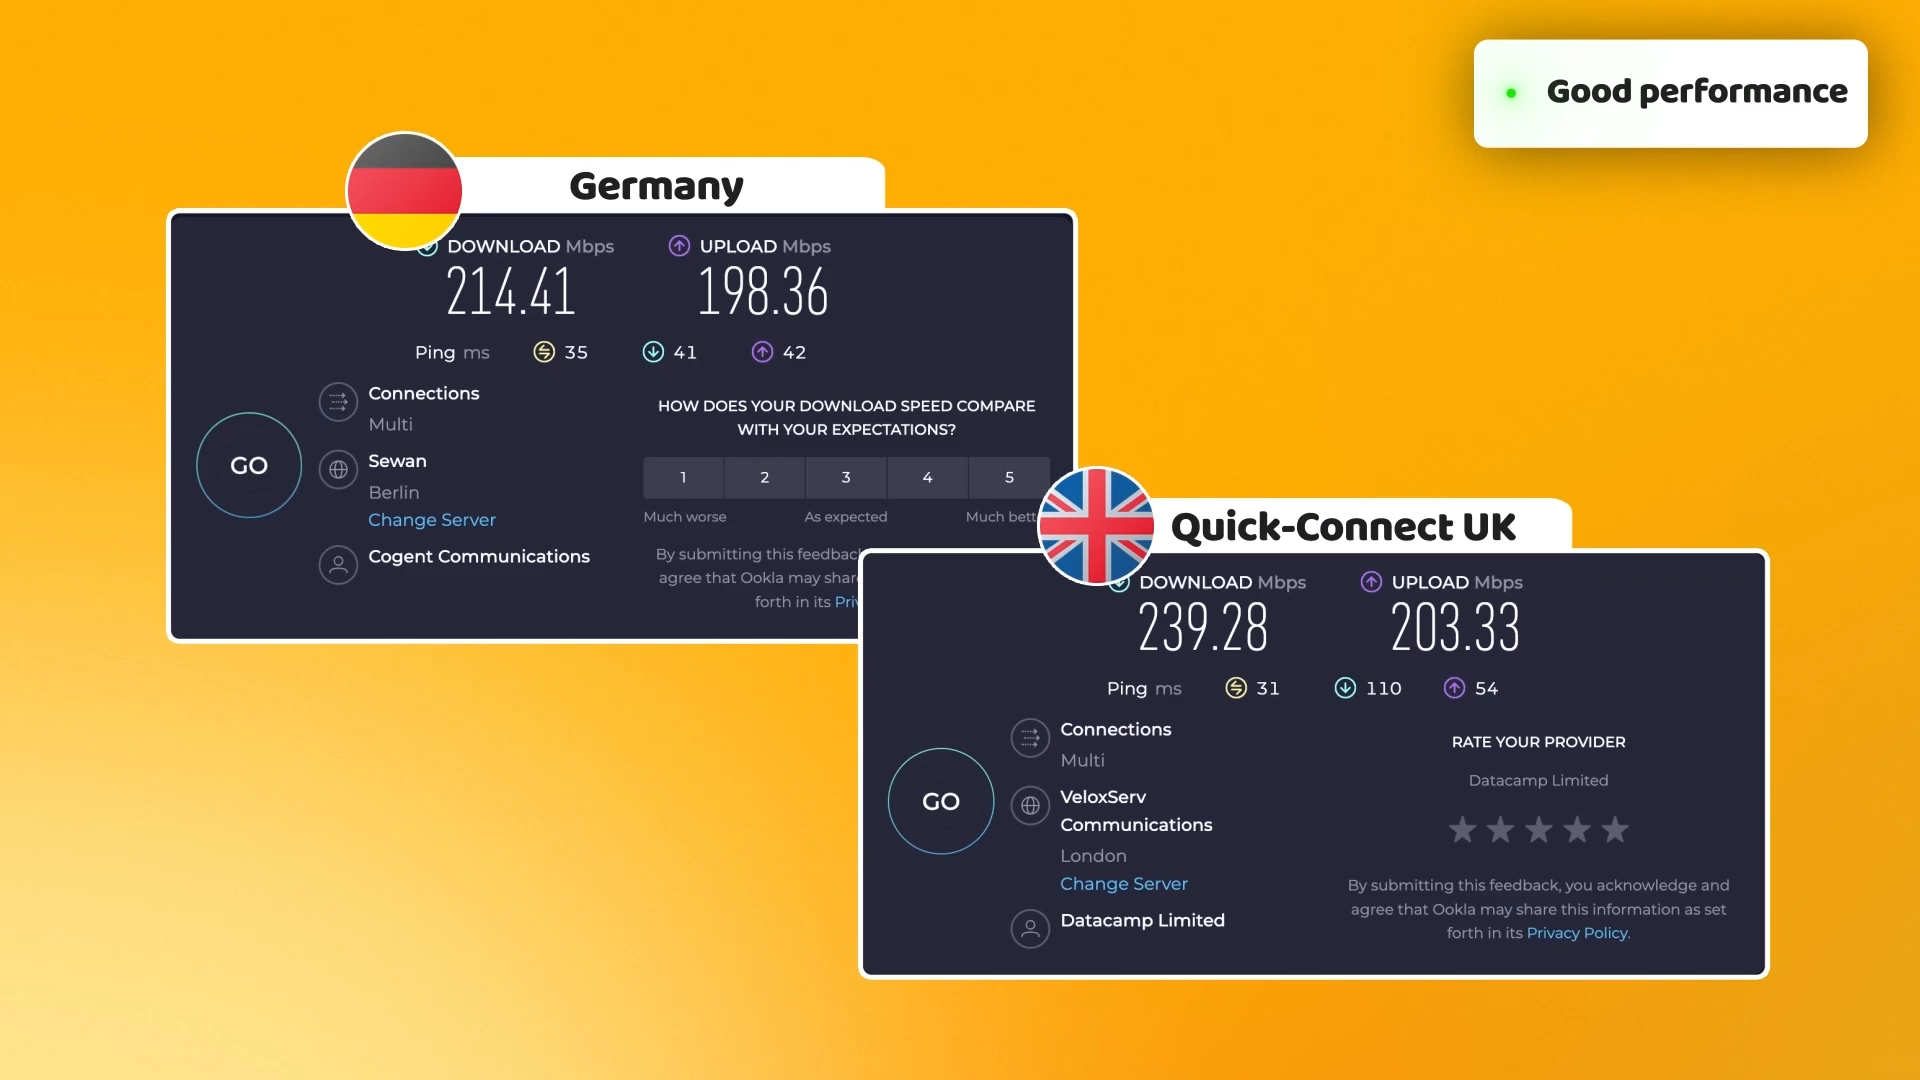 Good performance
Germany
DOWNLOAD Mbps
UPLOAD Mbps
214.41
198.36
Ping ms
35
41
42
Connections
Multi
Sewan
Berlin
Change Server
Cogent Communications
GO
HOW DOES YOUR DOWNLOAD SPEED COMPARE
WITH YOUR EXPECTATIONS?
1
2
3
4
5
Much worse
As expected
Much bett
By submitting this feedback
agree that Ookla may share
forth in its Priv
Quick-Connect UK
DOWNLOAD Mbps
UPLOAD Mbps
239.28
203.33
Ping ms
31
110
54
Connections
Multi
VeloxServ
Communications
London
Change Server
Datacamp Limited
GO
RATE YOUR PROVIDER
Datacamp Limited
By submitting this feedback, you acknowledge and
agree that Ookla may share this information as set
forth in its Privacy Policy.